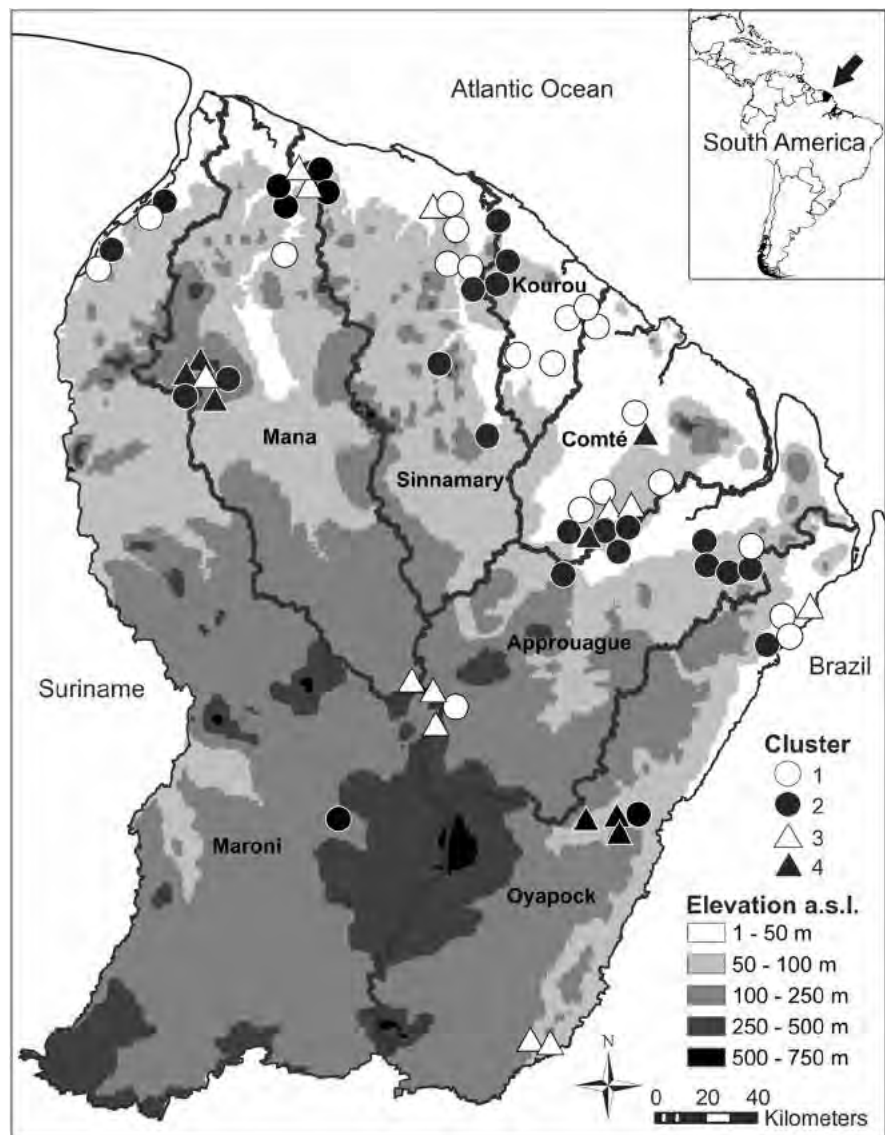 Atlantic Ocean
South America
Kourou
Mana
Comté
Sinnamary
Approuague
Suriname
Brazil
Maroni
Oyapock
Cluster
1
2
3
4
Elevation a.s.l.
1 - 50 m
50 - 100 m
100 - 250 m
250 - 500 m
500 - 750 m
N
0 20 40
Kilometers